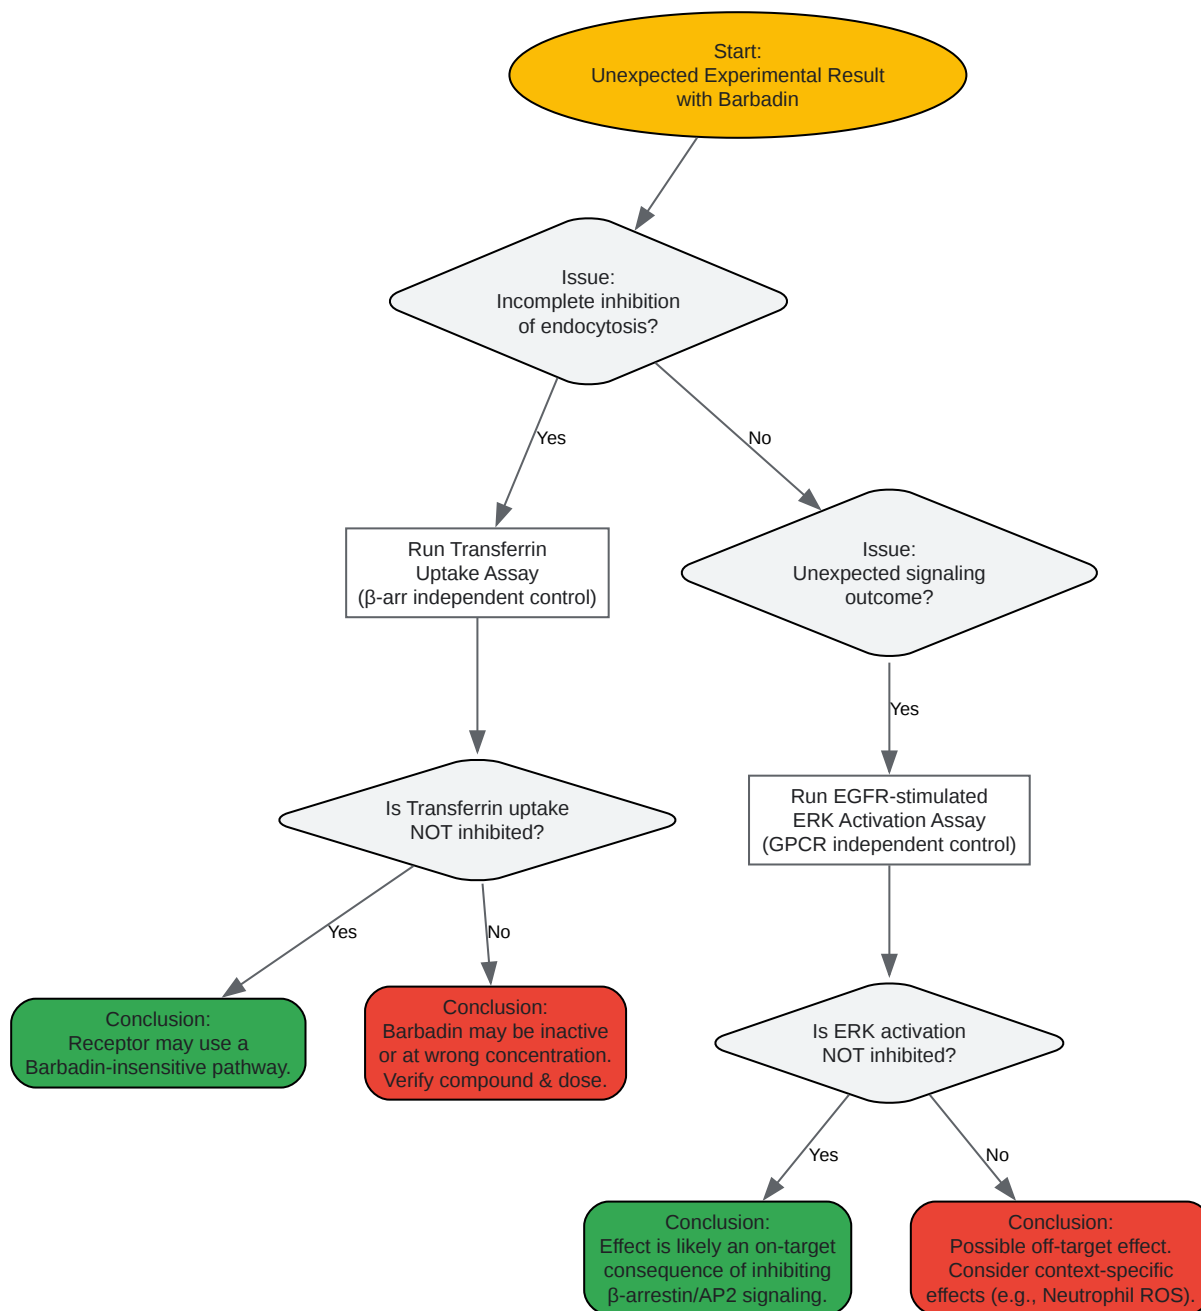 Start:
Unexpected Experimental Result
with Barbadin
Issue:
Incomplete inhibition
of endocytosis?
Yes
No
Run Transferrin
Uptake Assay
(β-arr independent control)
Issue:
Unexpected signaling
outcome?
Yes
Is Transferrin uptake
NOT inhibited?
Run EGFR-stimulated
ERK Activation Assay
(GPCR independent control)
Yes
No
Conclusion:
Receptor may use a
Barbadin-insensitive pathway.
Conclusion:
Barbadin may be inactive
or at wrong concentration.
Verify compound & dose.
Is ERK activation
NOT inhibited?
Yes
No
Conclusion:
Effect is likely an on-target
consequence of inhibiting
β-arrestin/AP2 signaling.
Conclusion:
Possible off-target effect.
Consider context-specific
effects (e.g., Neutrophil ROS).